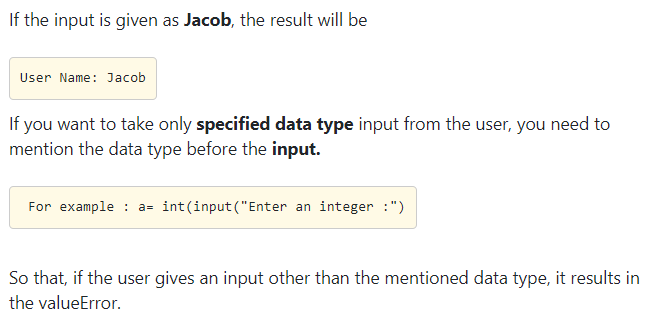 If the input is given as Jacob, the result will be
User Name: Jacob
If you want to take only specified data type input from the user, you need to
mention the data type before the input.
For example : a= int(input("Enter an integer :")
So that, if the user gives an input other than the mentioned data type, it results in
the valueError.